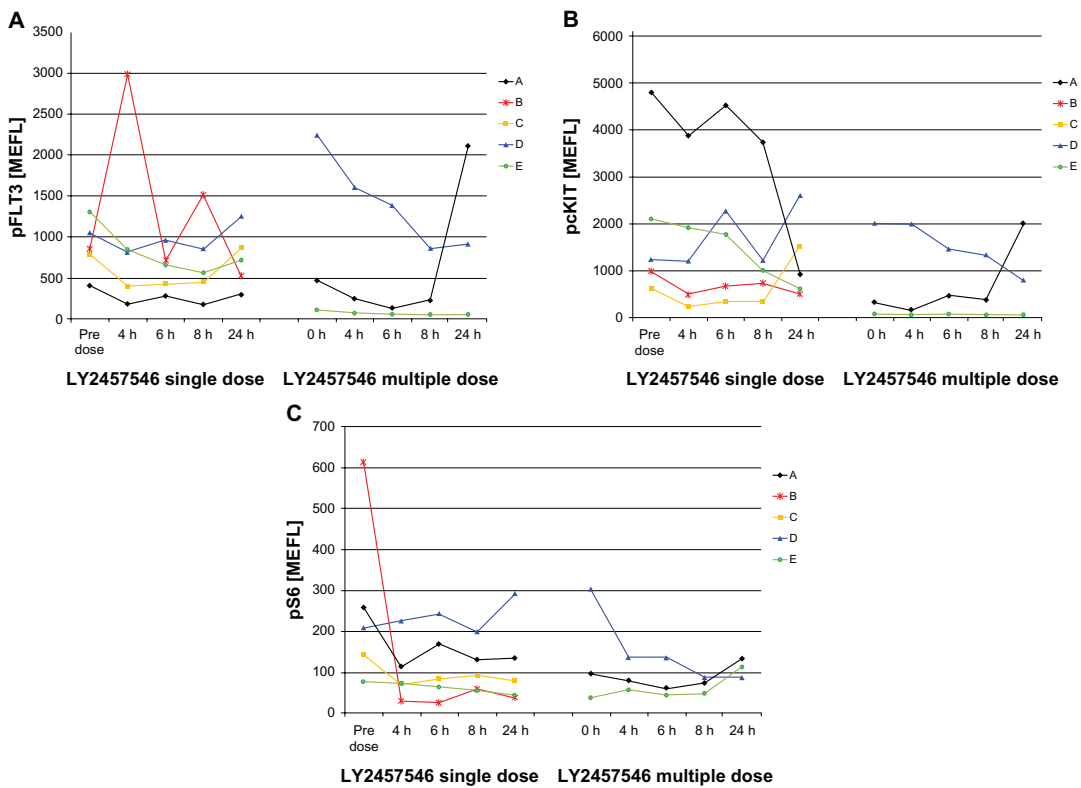 A
pFLT3 [MEFL]
3500
3000
2500
2000
1500
1000
500
0
Pre dose
4 h
6 h
8 h
24 h
0 h
4 h
6 h
8 h
24 h
LY2457546 single dose
LY2457546 multiple dose
A
B
C
D
E
B
pcKIT [MEFL]
6000
5000
4000
3000
2000
1000
0
Pre dose
4 h
6 h
8 h
24 h
0 h
4 h
6 h
8 h
24 h
LY2457546 single dose
LY2457546 multiple dose
A
B
C
D
E
C
pS6 [MEFL]
700
600
500
400
300
200
100
0
Pre dose
4 h
6 h
8 h
24 h
0 h
4 h
6 h
8 h
24 h
LY2457546 single dose
LY2457546 multiple dose
A
B
C
D
E